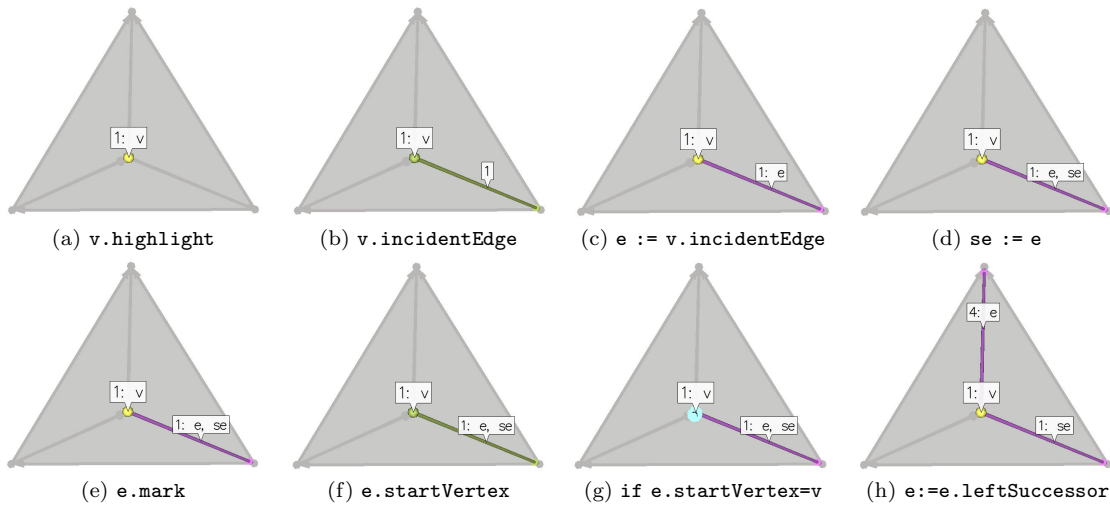 1: v
1: v
1
1: v
1: e
1: v
1: e, se
(a) v.highlight
(b) v.incidentEdge
(c) e := v.incidentEdge
(d) se := e
1: v
1: e, se
1: v
1: e, se
1: v
1: e, se
4: e
1: v
1: se
(e) e.mark
(f) e.startVertex
(g) if e.startVertex=v
(h) e:=e.leftSuccessor